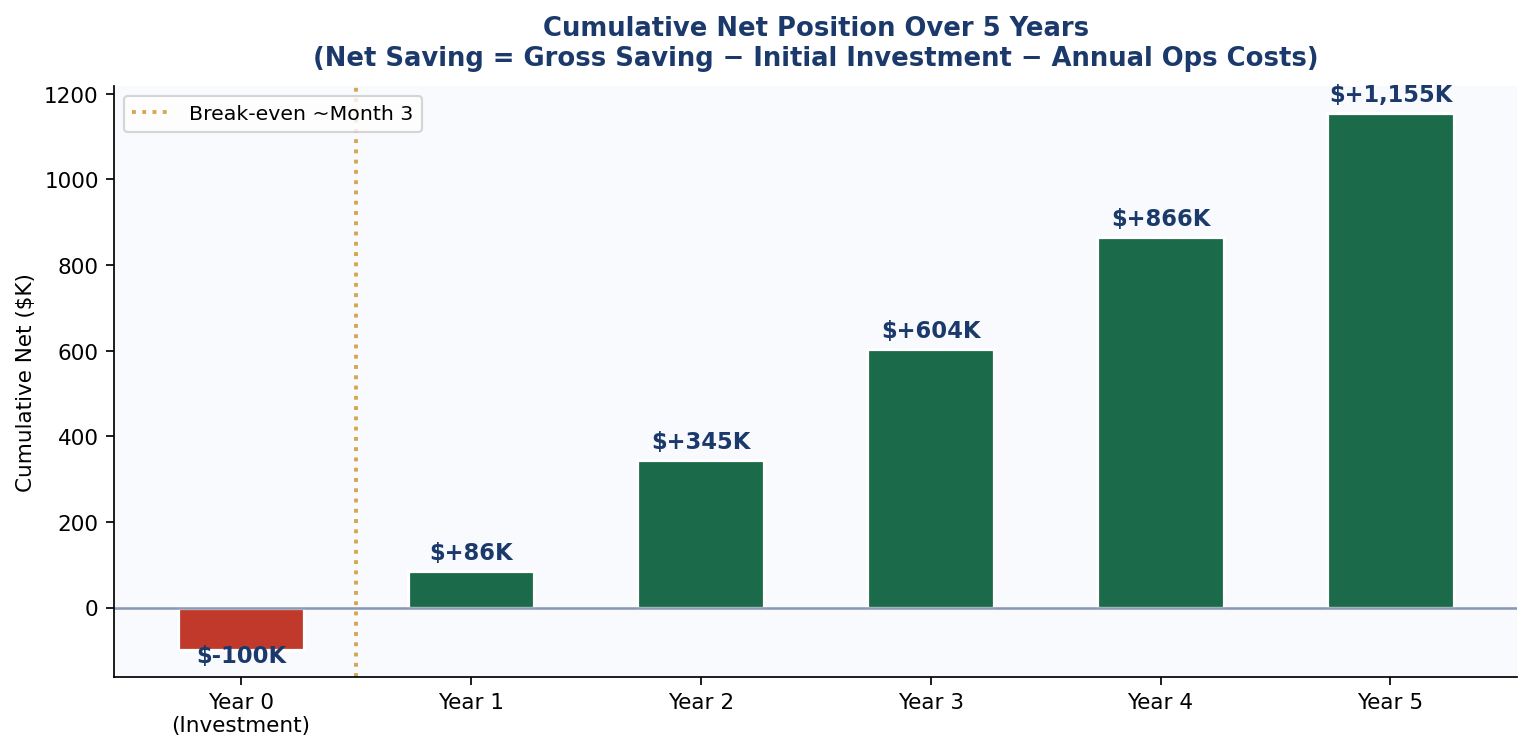 Cumulative Net Position Over 5 Years
(Net Saving = Gross Saving − Initial Investment − Annual Ops Costs)
Break-even ~Month 3
Cumulative Net ($K)
1200
1000
800
600
400
200
0
$-100K
$+86K
$+345K
$+604K
$+866K
$+1,155K
Year 0
(Investment)
Year 1
Year 2
Year 3
Year 4
Year 5